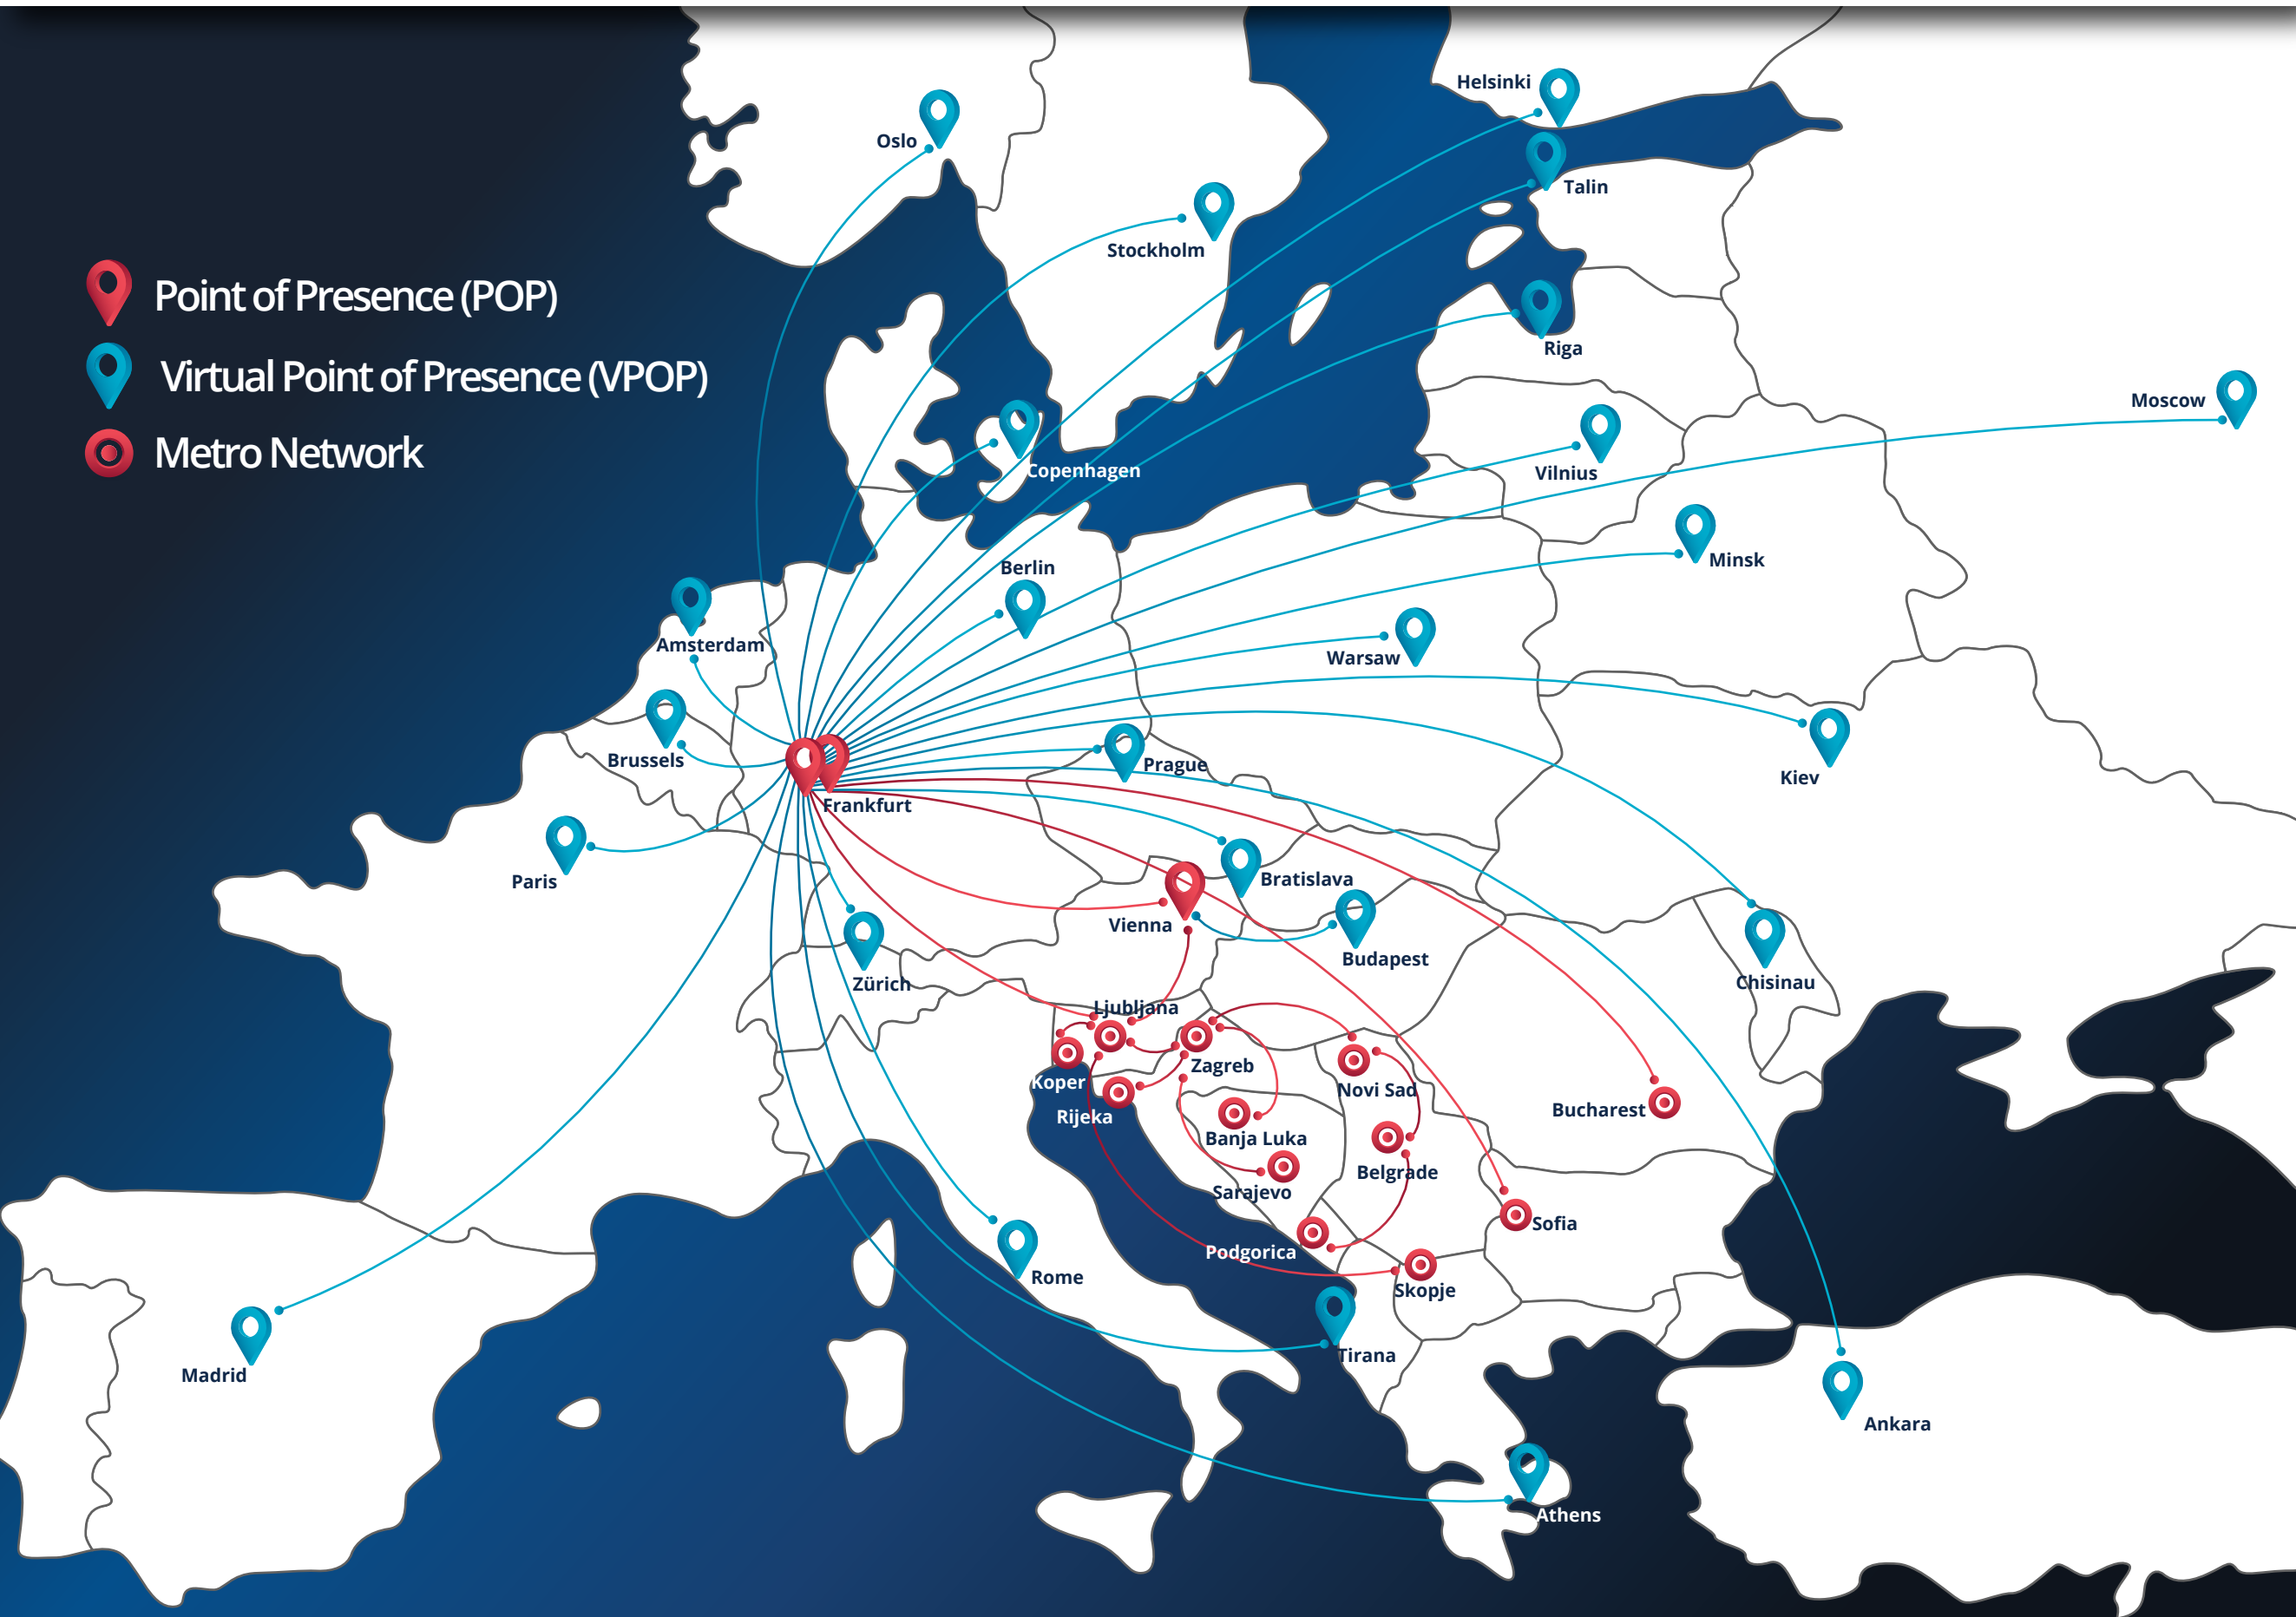 Helsinki
Oslo
Talin
Stockholm
Point of Presence (POP)
Riga
Virtual Point of Presence (VPOP)
Moscow
Metro Network
Copenhagen
Vilnius
Minsk
Berlin
Amsterdam
Warsaw
Brussels
Prague
Kiev
Frankfurt
Paris
Bratislava
Vienna
Budapest
Zürich
Chisinau
Ljubljana
Zagreb
Koper
Novi Sad
Rijeka
Bucharest
Banja Luka
Belgrade
Sarajevo
Sofia
Podgorica
Rome
Skopje
Tirana
Madrid
Ankara
Athens